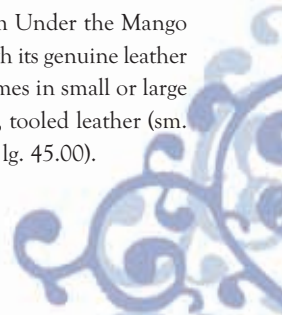 n Under the Mango
h its genuine leather
mes in small or large
, tooled leather (sm.
lg. 45.00).